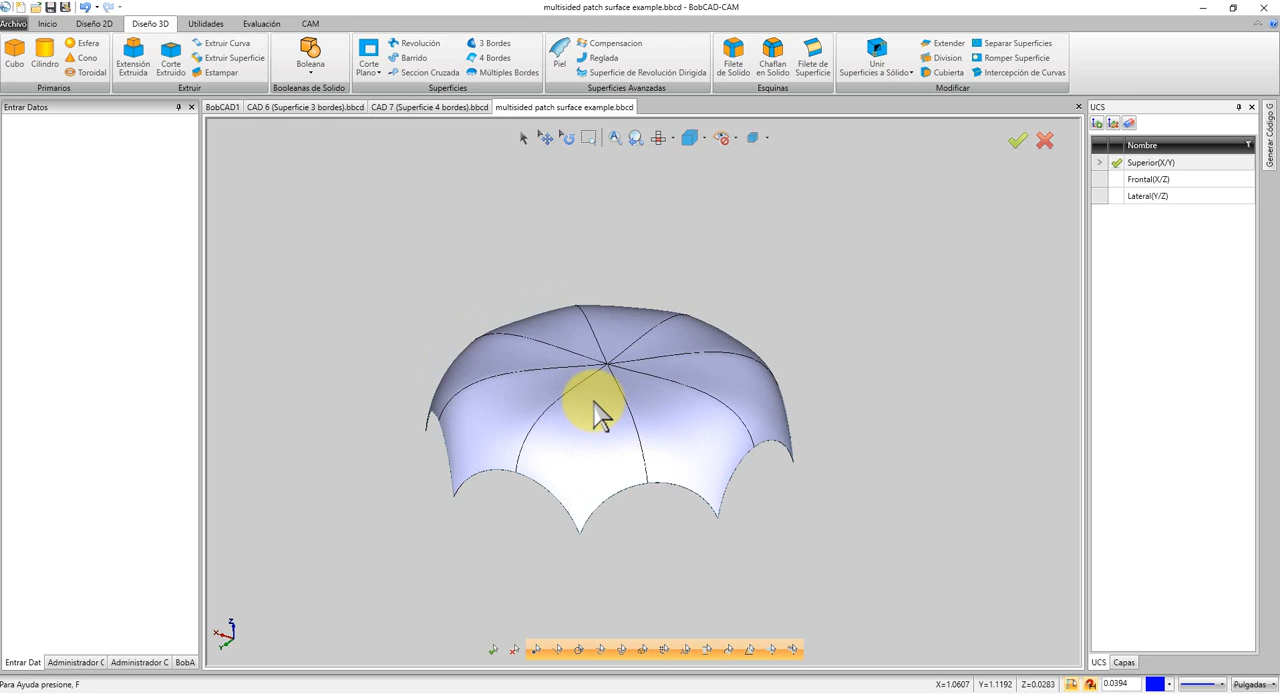 multisided patch surface example.bbcd - BobCAD-CAM
Archivo Inicio Diseño 2D Diseño 3D Utilidades Evaluación CAM
Cubo Cilindro Esfera Cono Toroidal
Primarios
Extensión Extruida Corte Extruido Extruir Curva Extruir Superficie Estampar
Extruir
Boleana
Booleanas de Solido
Corte Plano Revolución Barrido Seccion Cruzada 3 Bordes 4 Bordes Múltiples Bordes
Superficies
Piel Compensacion Reglada Superficie de Revolución Dirigida
Superficies Avanzadas
Filete de Solido Chaflan en Solido Filete de Superficie
Esquinas
Unir Superficies a Sólido Extender Division Cubierta Separar Superficies Romper Superficie Intercepción de Curvas
Modificar
Entrar Datos
BobCAD1 CAD 6 (Superficie 3 bordes).bbcd CAD 7 (Superficie 4 bordes).bbcd multisided patch surface example.bbcd
UCS
Nombre
Superior(X/Y)
Frontal(X/Z)
Lateral(Y/Z)
Generar Código G
Z
X
Y
Entrar Dat Administrador C Administrador C BobA
UCS Capas
Para Ayuda presione, F
X=1.0607 Y=1.1192 Z=0.0283 0.0394 Pulgadas